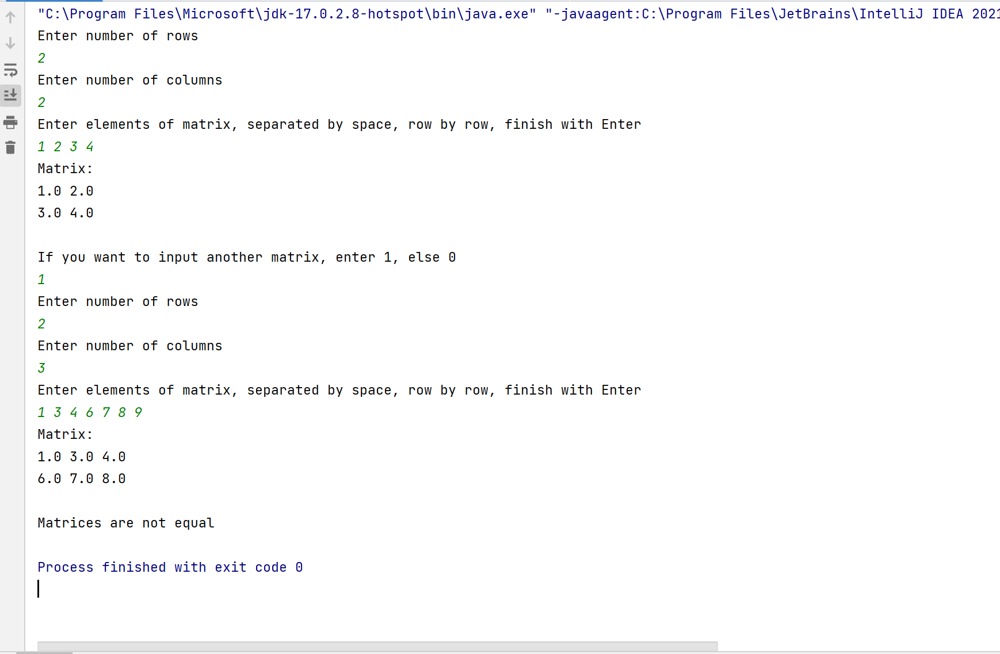 "C:\Program Files\Microsoft\jdk-17.0.2.8-hotspot\bin\java.exe" "-javaagent:C:\Program Files\JetBrains\IntelliJ IDEA 2021
Enter number of rows
2
Enter number of columns
2
Enter elements of matrix, separated by space, row by row, finish with Enter
1 2 3 4
Matrix:
1.0 2.0
3.0 4.0
If you want to input another matrix, enter 1, else 0
1
Enter number of rows
2
Enter number of columns
3
Enter elements of matrix, separated by space, row by row, finish with Enter
1 3 4 6 7 8 9
Matrix:
1.0 3.0 4.0
6.0 7.0 8.0
Matrices are not equal
Process finished with exit code 0